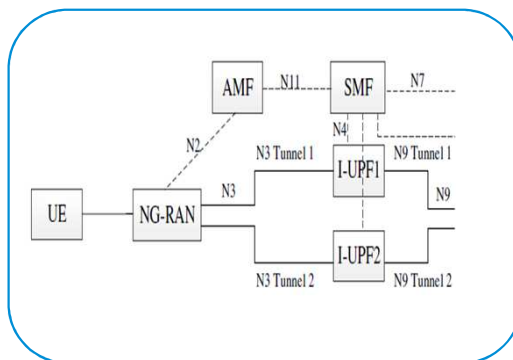 AMF
N11
SMF
N7
N2
N4
N3 Tunnel 1
I-UPF1
N9 Tunnel 1
UE
NG-RAN
N3
N9
I-UPF2
N3 Tunnel 2
N9 Tunnel 2